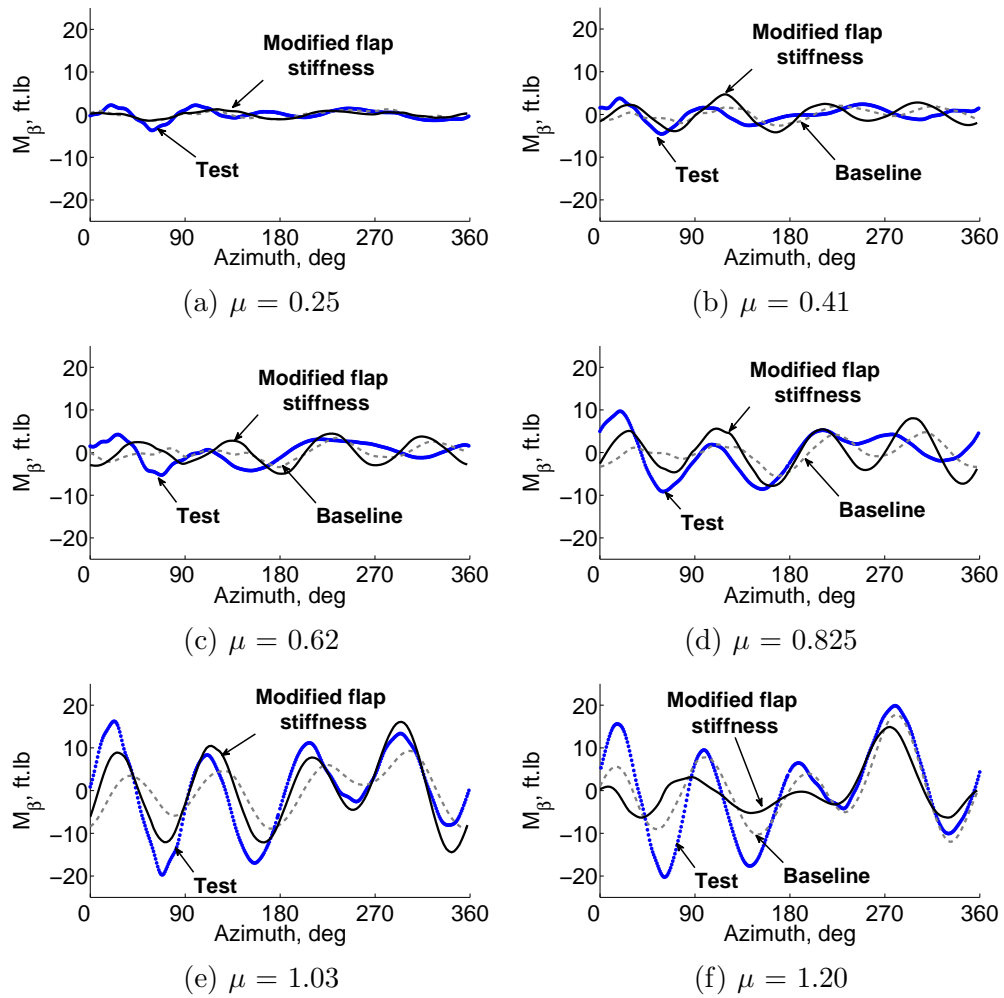 20
10
0
−10
−20
M_β, ft.lb
Modified flap
stiffness
Test
0 90 180 270 360
Azimuth, deg
(a) μ = 0.25
20
10
0
−10
−20
M_β, ft.lb
Modified flap
stiffness
Test
Baseline
0 90 180 270 360
Azimuth, deg
(b) μ = 0.41
20
10
0
−10
−20
M_β, ft.lb
Modified flap
stiffness
Test
Baseline
0 90 180 270 360
Azimuth, deg
(c) μ = 0.62
20
10
0
−10
−20
M_β, ft.lb
Modified flap
stiffness
Test
Baseline
0 90 180 270 360
Azimuth, deg
(d) μ = 0.825
20
10
0
−10
−20
M_β, ft.lb
Modified flap
stiffness
Test
0 90 180 270 360
Azimuth, deg
(e) μ = 1.03
20
10
0
−10
−20
M_β, ft.lb
Modified flap
stiffness
Test
Baseline
0 90 180 270 360
Azimuth, deg
(f) μ = 1.20